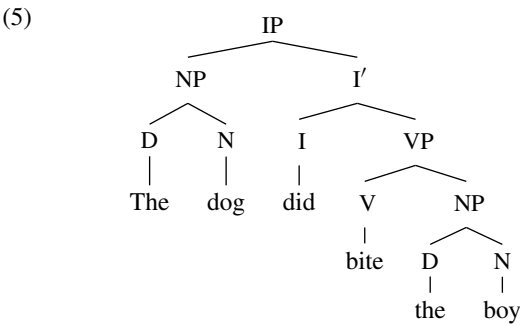 (5)
IP
NP I′
D N I VP
The dog did V NP
bite D N
the boy